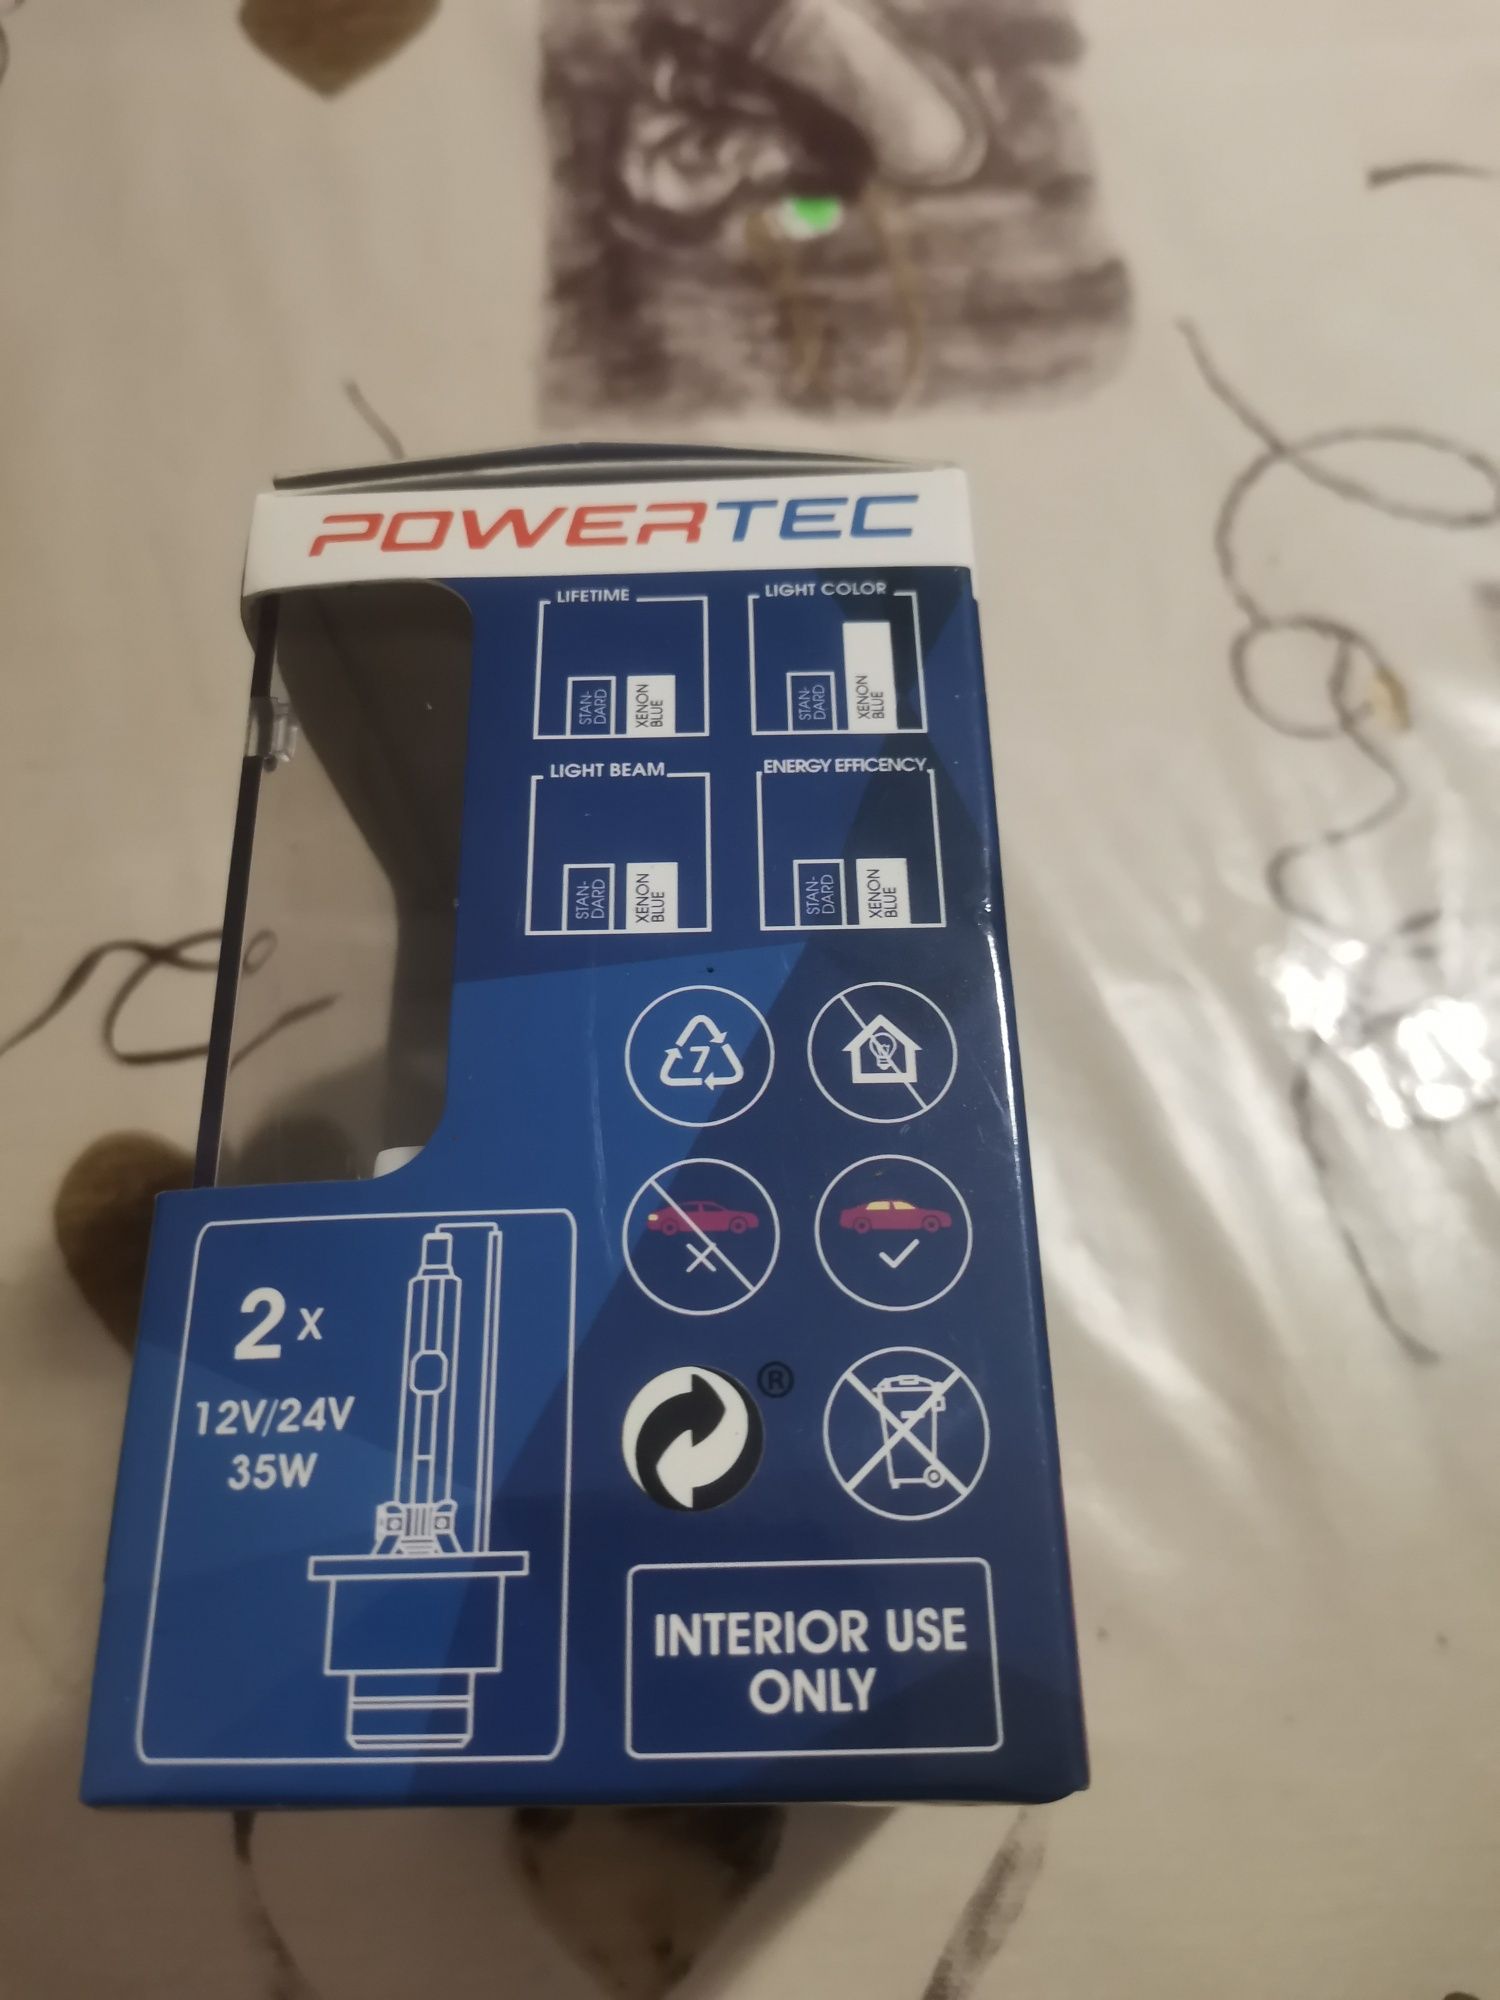 POWERTEC
LIFETIME
STAN-
DARD
XENON
BLUE
LIGHT COLOR
STAN-
DARD
XENON
BLUE
LIGHT BEAM
STAN-
DARD
XENON
BLUE
ENERGY EFFICENCY
STAN-
DARD
XENON
BLUE
7
2 x
12V/24V
35W
®
INTERIOR USE
ONLY